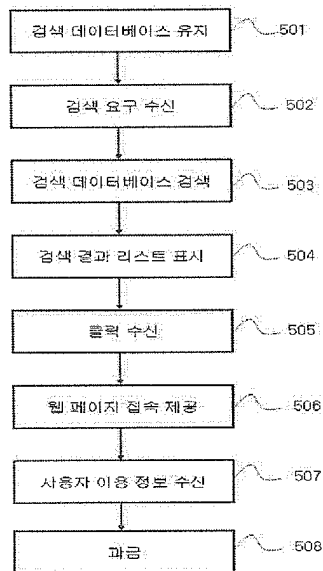 검색 데이터베이스 유지 501
검색 요구 수신 502
검색 데이터베이스 검색 503
검색 결과 리스트 표시 504
클릭 수신 505
웹 페이지 접속 제공 506
사용자 이용 정보 수신 507
과금 508